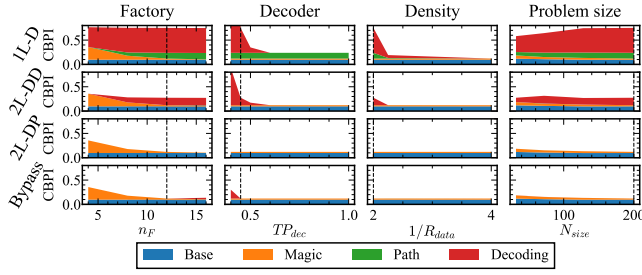 Factory Decoder Density Problem size
1L-D CBPI 0.5 0.0
2L-DD CBPI 0.5 0.0
2L-DP CBPI 0.5 0.0
Bypass CBPI 0.5 0.0
5 10 15 0.5 1.0 2 4 100 200
n_F TP_dec 1/R_data N_size
Base Magic Path Decoding